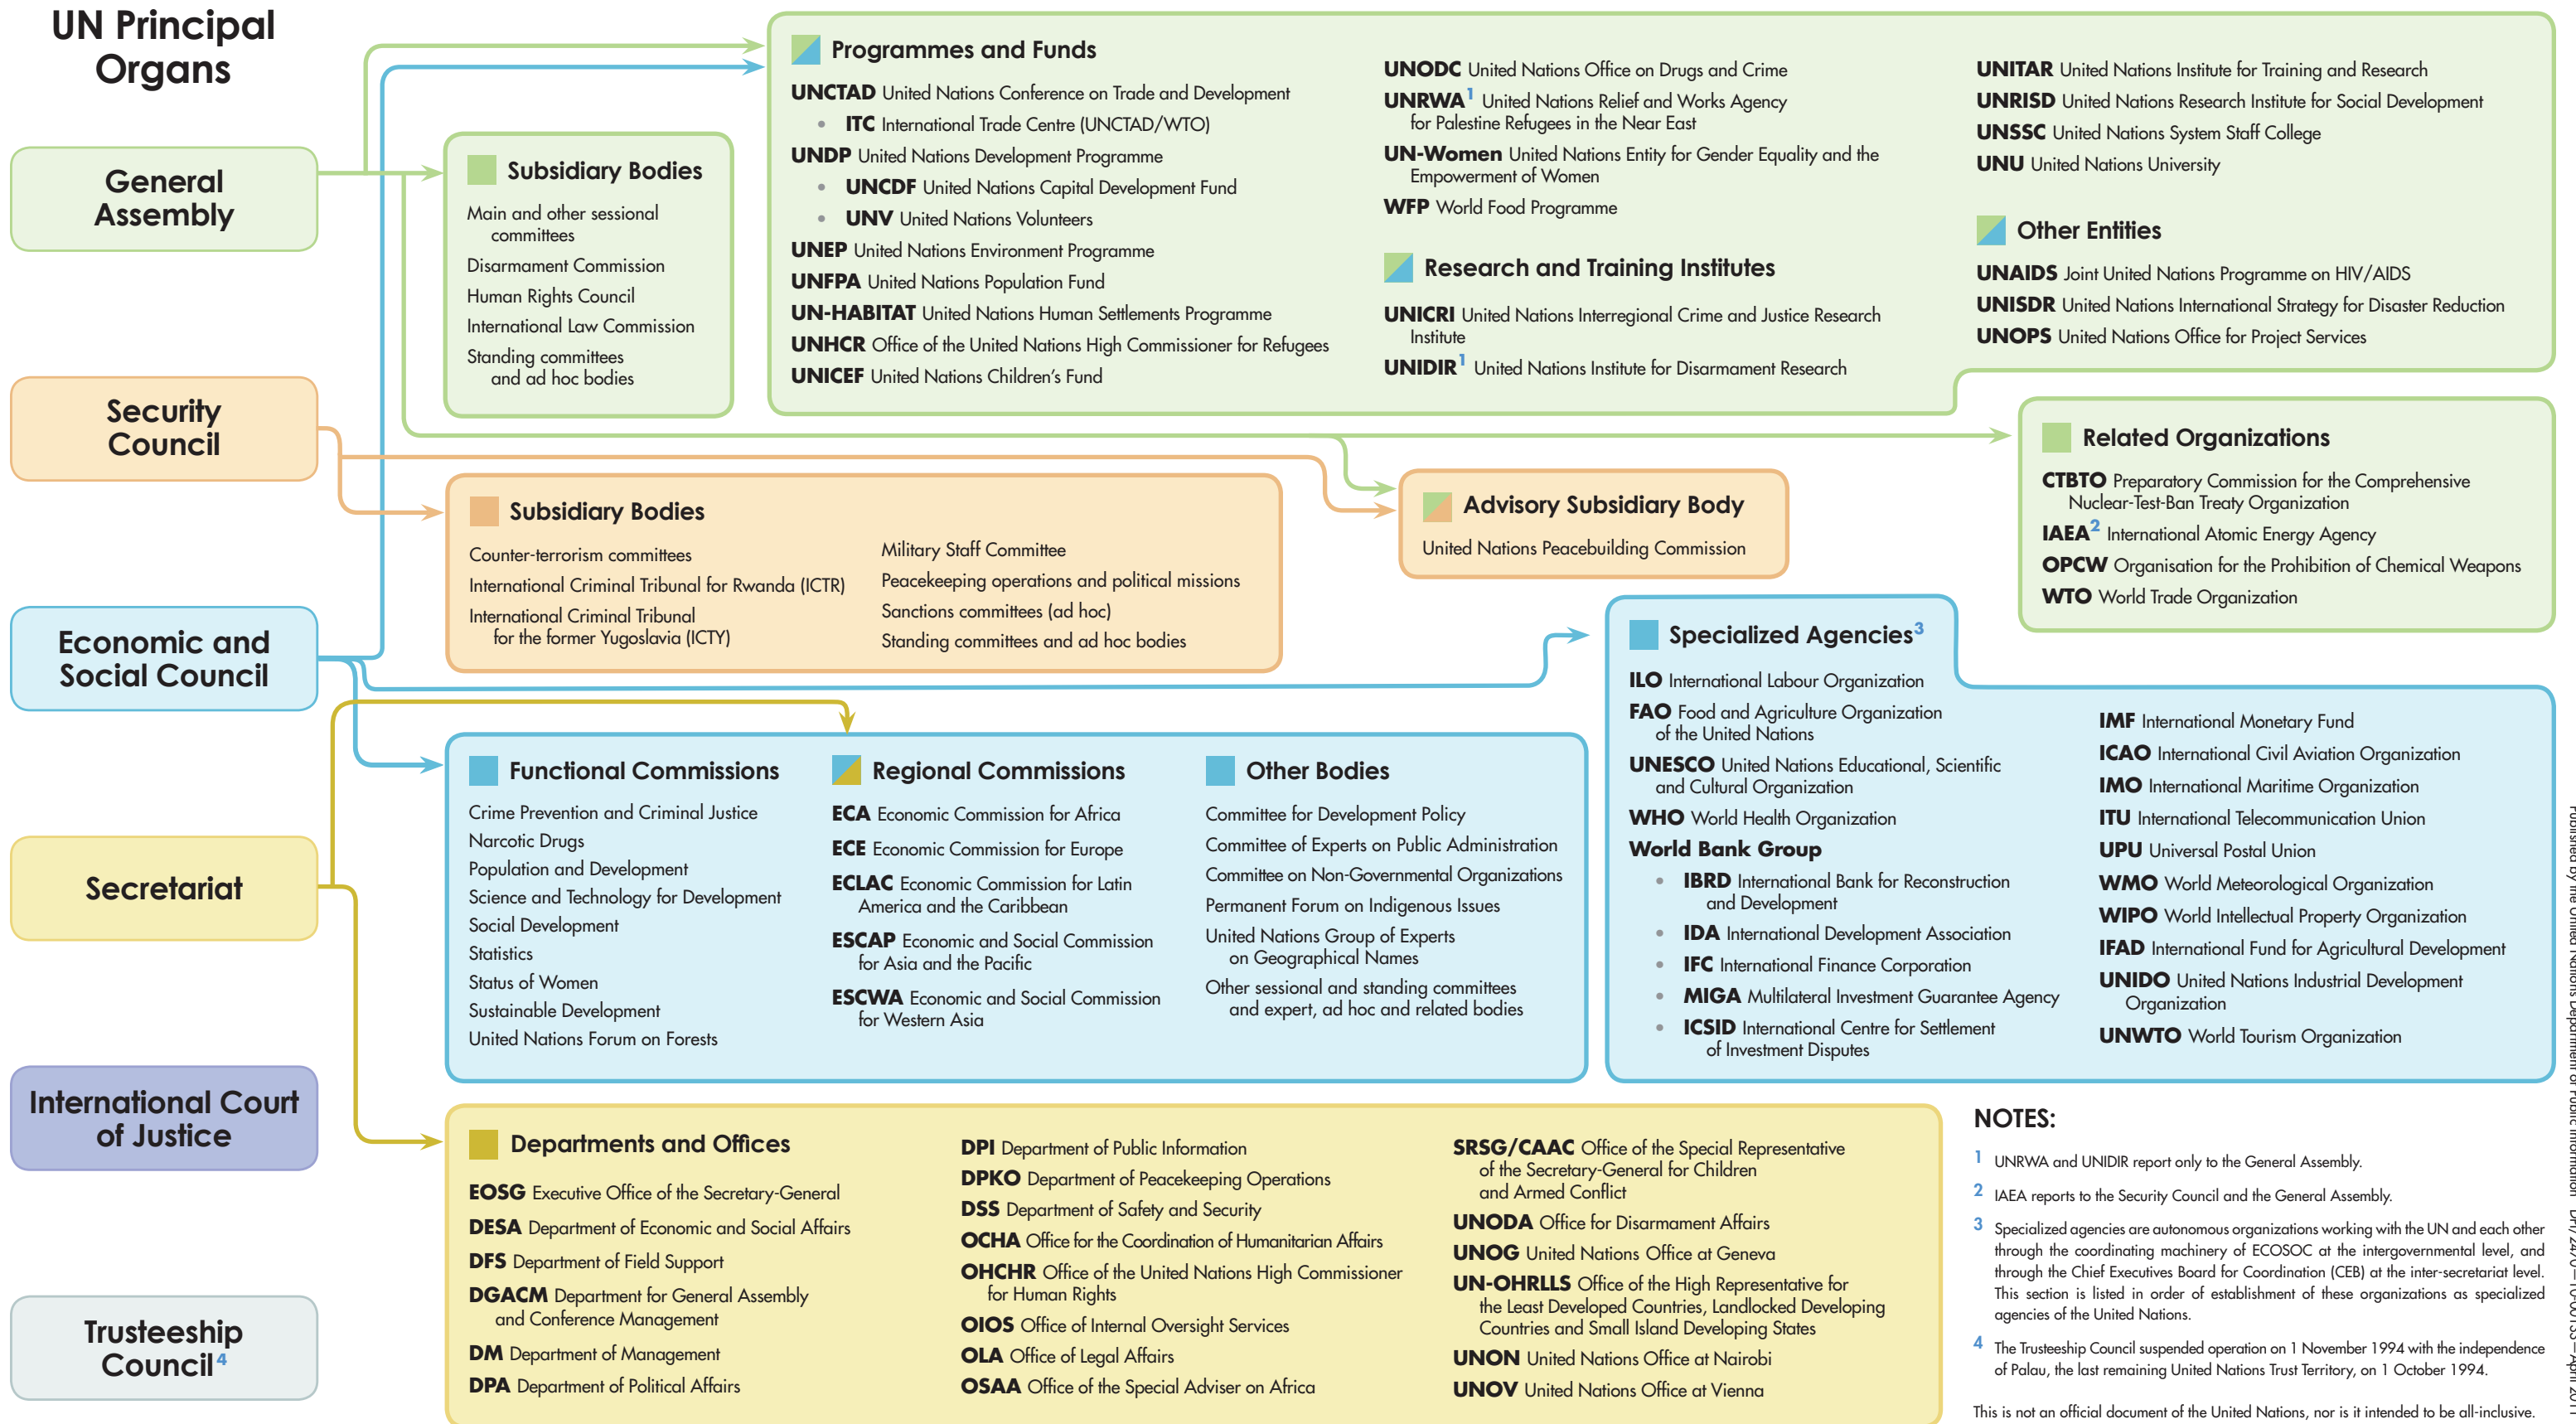 UN Principal
Organs
General
Assembly
Security
Council
Economic and
Social Council
Secretariat
International Court
of Justice
Trusteeship
Council4
Subsidiary Bodies
Main and other sessional
committees
Disarmament Commission
Human Rights Council
International Law Commission
Standing committees
and ad hoc bodies
Programmes and Funds
UNCTAD United Nations Conference on Trade and Development
• ITC International Trade Centre (UNCTAD/WTO)
UNDP United Nations Development Programme
• UNCDF United Nations Capital Development Fund
• UNV United Nations Volunteers
UNEP United Nations Environment Programme
UNFPA United Nations Population Fund
UN-HABITAT United Nations Human Settlements Programme
UNHCR Office of the United Nations High Commissioner for Refugees
UNICEF United Nations Children's Fund
UNODC United Nations Office on Drugs and Crime
UNRWA1 United Nations Relief and Works Agency
for Palestine Refugees in the Near East
UN-Women United Nations Entity for Gender Equality and the
Empowerment of Women
WFP World Food Programme
Research and Training Institutes
UNICRI United Nations Interregional Crime and Justice Research
Institute
UNIDIR1 United Nations Institute for Disarmament Research
UNITAR United Nations Institute for Training and Research
UNRISD United Nations Research Institute for Social Development
UNSSC United Nations System Staff College
UNU United Nations University
Other Entities
UNAIDS Joint United Nations Programme on HIV/AIDS
UNISDR United Nations International Strategy for Disaster Reduction
UNOPS United Nations Office for Project Services
Related Organizations
CTBTO Preparatory Commission for the Comprehensive
Nuclear-Test-Ban Treaty Organization
IAEA2 International Atomic Energy Agency
OPCW Organisation for the Prohibition of Chemical Weapons
WTO World Trade Organization
Subsidiary Bodies
Counter-terrorism committees
International Criminal Tribunal for Rwanda (ICTR)
International Criminal Tribunal
for the former Yugoslavia (ICTY)
Military Staff Committee
Peacekeeping operations and political missions
Sanctions committees (ad hoc)
Standing committees and ad hoc bodies
Advisory Subsidiary Body
United Nations Peacebuilding Commission
Functional Commissions
Crime Prevention and Criminal Justice
Narcotic Drugs
Population and Development
Science and Technology for Development
Social Development
Statistics
Status of Women
Sustainable Development
United Nations Forum on Forests
Regional Commissions
ECA Economic Commission for Africa
ECE Economic Commission for Europe
ECLAC Economic Commission for Latin
America and the Caribbean
ESCAP Economic and Social Commission
for Asia and the Pacific
ESCWA Economic and Social Commission
for Western Asia
Other Bodies
Committee for Development Policy
Committee of Experts on Public Administration
Committee on Non-Governmental Organizations
Permanent Forum on Indigenous Issues
United Nations Group of Experts
on Geographical Names
Other sessional and standing committees
and expert, ad hoc and related bodies
Specialized Agencies3
ILO International Labour Organization
FAO Food and Agriculture Organization
of the United Nations
UNESCO United Nations Educational, Scientific
and Cultural Organization
WHO World Health Organization
World Bank Group
• IBRD International Bank for Reconstruction
and Development
• IDA International Development Association
• IFC International Finance Corporation
• MIGA Multilateral Investment Guarantee Agency
• ICSID International Centre for Settlement
of Investment Disputes
IMF International Monetary Fund
ICAO International Civil Aviation Organization
IMO International Maritime Organization
ITU International Telecommunication Union
UPU Universal Postal Union
WMO World Meteorological Organization
WIPO World Intellectual Property Organization
IFAD International Fund for Agricultural Development
UNIDO United Nations Industrial Development
Organization
UNWTO World Tourism Organization
Departments and Offices
EOSG Executive Office of the Secretary-General
DESA Department of Economic and Social Affairs
DFS Department of Field Support
DGACM Department for General Assembly
and Conference Management
DM Department of Management
DPA Department of Political Affairs
DPI Department of Public Information
DPKO Department of Peacekeeping Operations
DSS Department of Safety and Security
OCHA Office for the Coordination of Humanitarian Affairs
OHCHR Office of the United Nations High Commissioner
for Human Rights
OIOS Office of Internal Oversight Services
OLA Office of Legal Affairs
OSAA Office of the Special Adviser on Africa
SRSG/CAAC Office of the Special Representative
of the Secretary-General for Children
and Armed Conflict
UNODA Office for Disarmament Affairs
UNOG United Nations Office at Geneva
UN-OHRLLS Office of the High Representative for
the Least Developed Countries, Landlocked Developing
Countries and Small Island Developing States
UNON United Nations Office at Nairobi
UNOV United Nations Office at Vienna
NOTES:
1 UNRWA and UNIDIR report only to the General Assembly.
2 IAEA reports to the Security Council and the General Assembly.
3 Specialized agencies are autonomous organizations working with the UN and each other
through the coordinating machinery of ECOSOC at the intergovernmental level, and
through the Chief Executives Board for Coordination (CEB) at the inter-secretariat level.
This section is listed in order of establishment of these organizations as specialized
agencies of the United Nations.
4 The Trusteeship Council suspended operation on 1 November 1994 with the independence
of Palau, the last remaining United Nations Trust Territory, on 1 October 1994.
This is not an official document of the United Nations, nor is it intended to be all-inclusive.
Published by the United Nations Department of Public Information